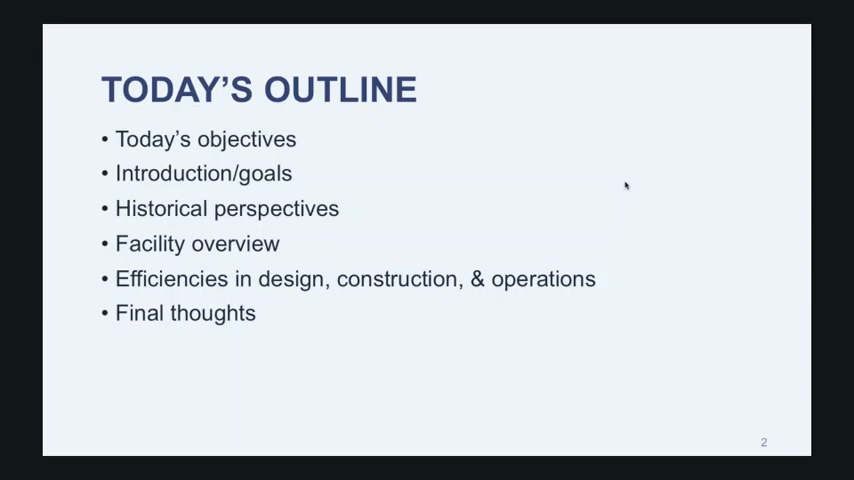 TODAY’S OUTLINE
• Today’s objectives
• Introduction/goals
• Historical perspectives
• Facility overview
• Efficiencies in design, construction, & operations
• Final thoughts
2